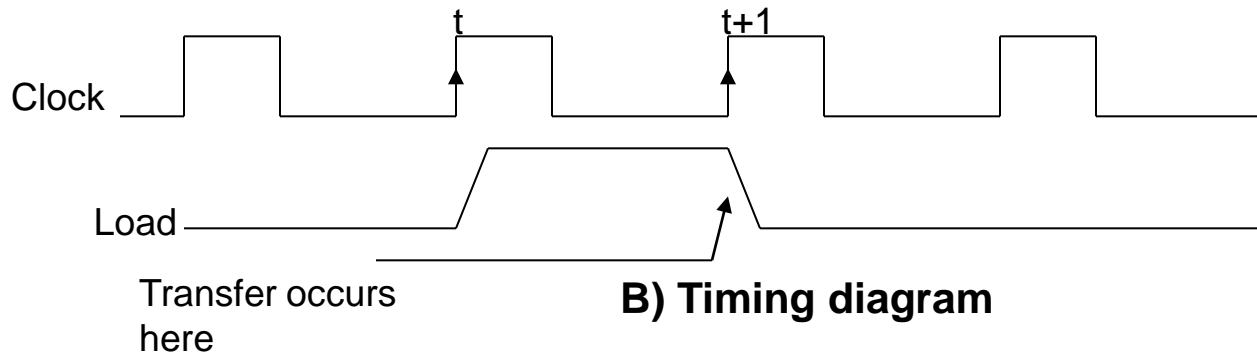 t t+1
Clock
Load
Transfer occurs
here
B) Timing diagram